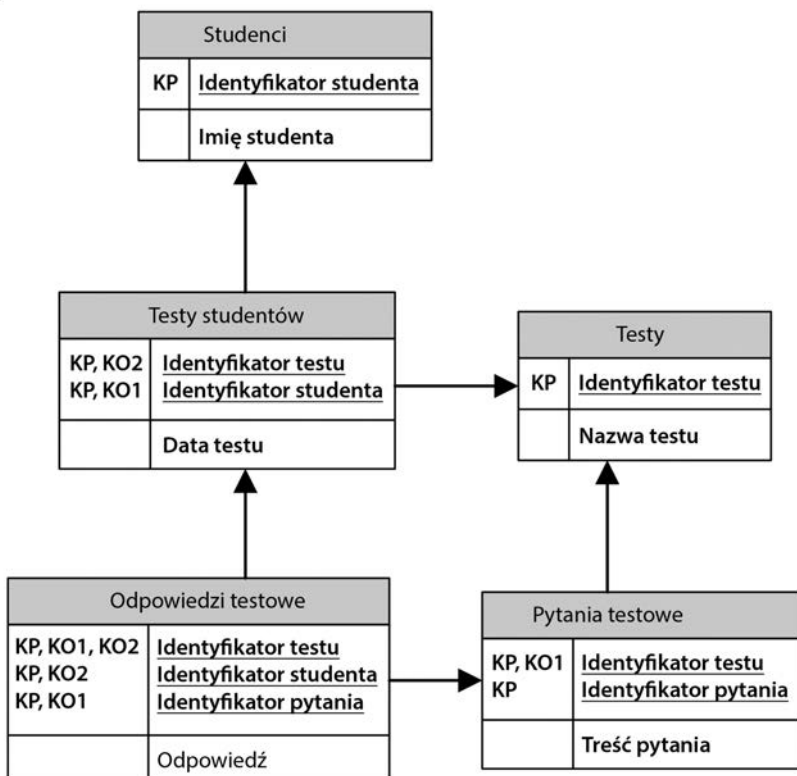 Studenci
KP Identyfikator studenta
Imię studenta
Testy studentów
KP, KO2 Identyfikator testu
KP, KO1 Identyfikator studenta
Data testu
Testy
KP Identyfikator testu
Nazwa testu
Odpowiedzi testowe
KP, KO1, KO2 Identyfikator testu
KP, KO2 Identyfikator studenta
KP, KO1 Identyfikator pytania
Odpowiedź
Pytania testowe
KP, KO1 Identyfikator testu
KP Identyfikator pytania
Treść pytania